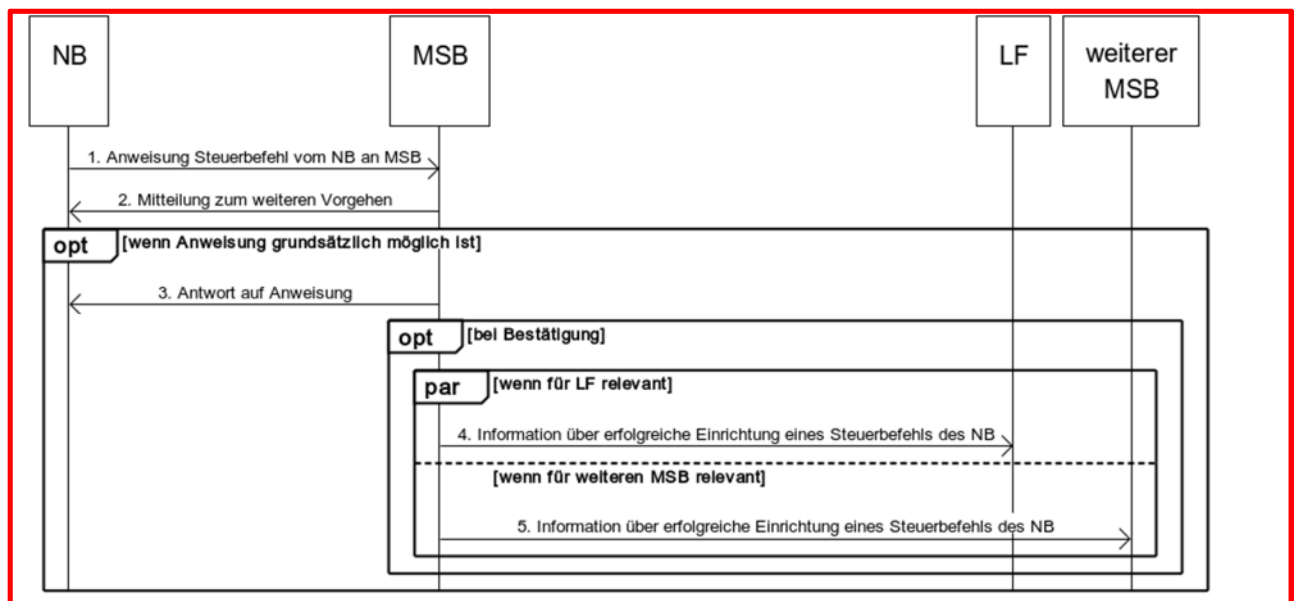 NB
MSB
LF
weiterer
MSB
1. Anweisung Steuerbefehl vom NB an MSB
2. Mitteilung zum weiteren Vorgehen
opt
[wenn Anweisung grundsätzlich möglich ist]
3. Antwort auf Anweisung
opt
[bei Bestätigung]
par
[wenn für LF relevant]
4. Information über erfolgreiche Einrichtung eines Steuerbefehls des NB
[wenn für weiteren MSB relevant]
5. Information über erfolgreiche Einrichtung eines Steuerbefehls des NB